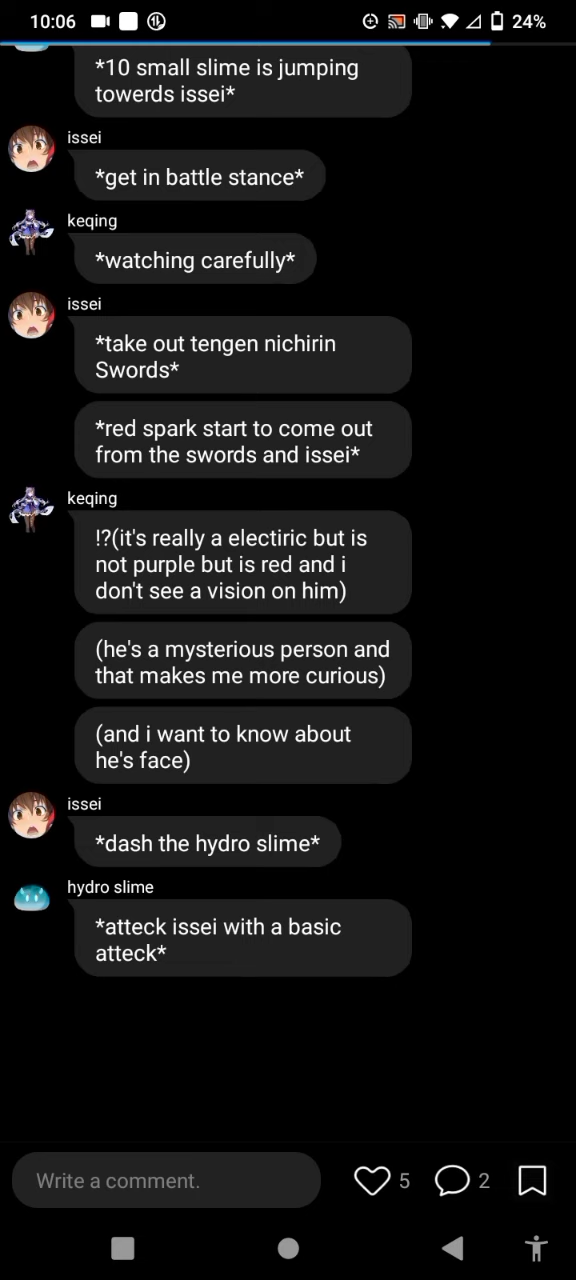 10:06
24%
*10 small slime is jumping
towerds issei*
issei
*get in battle stance*
keqing
*watching carefully*
issei
*take out tengen nichirin
Swords*
*red spark start to come out
from the swords and issei*
keqing
!?(it's really a electiric but is
not purple but is red and i
don't see a vision on him)
(he's a mysterious person and
that makes me more curious)
(and i want to know about
he's face)
issei
*dash the hydro slime*
hydro slime
*atteck issei with a basic
atteck*
Write a comment.
5
2